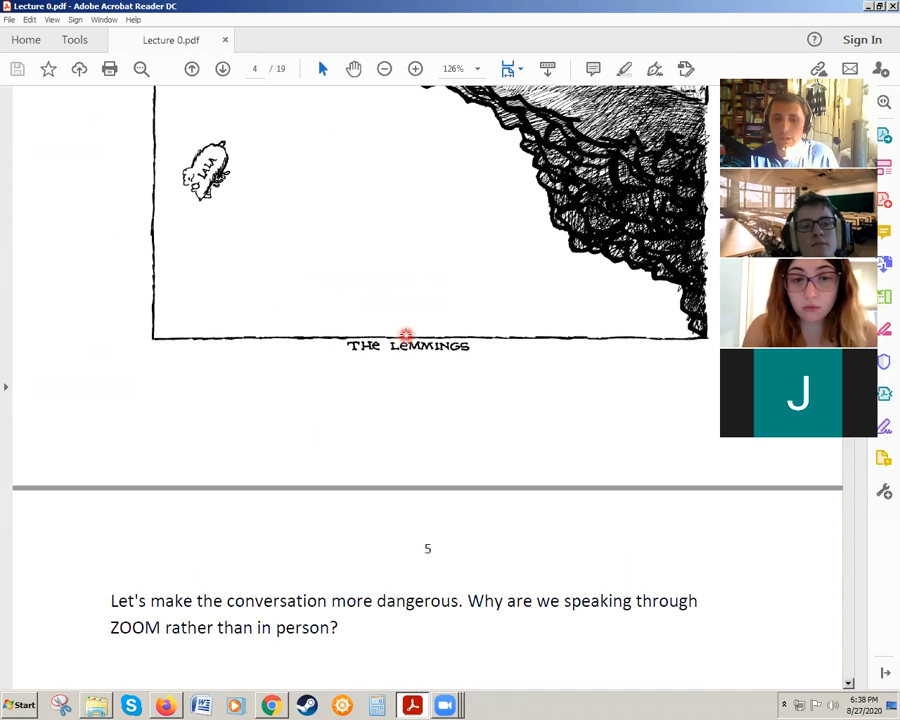 Lecture 0.pdf - Adobe Acrobat Reader DC
File Edit View Sign Window Help
Home Tools Lecture 0.pdf × Sign In
4 / 19 126%
LALA
THe LeMMINGS
J
5
Let's make the conversation more dangerous. Why are we speaking through
ZOOM rather than in person?
Start
6:38 PM
8/27/2020